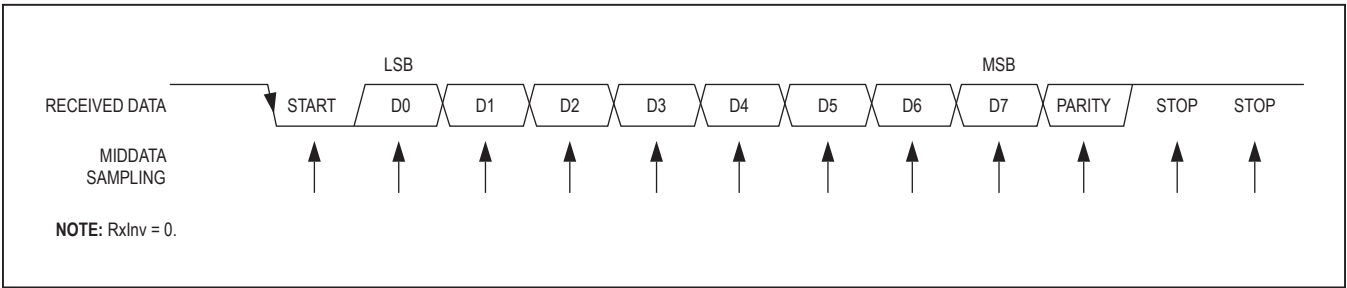 LSB MSB
RECEIVED DATA START D0 D1 D2 D3 D4 D5 D6 D7 PARITY STOP STOP
MIDDATA
SAMPLING
NOTE: RxInv = 0.